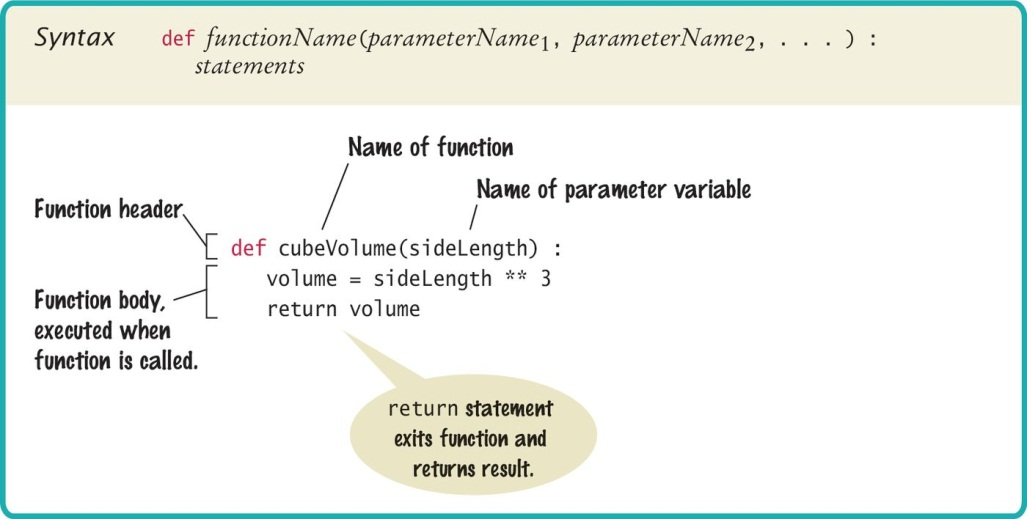 Syntax def functionName(parameterName1, parameterName2, . . . ) :
statements
Name of function
Name of parameter variable
Function header
def cubeVolume(sideLength) :
volume = sideLength ** 3
return volume
Function body,
executed when
function is called.
return statement
exits function and
returns result.